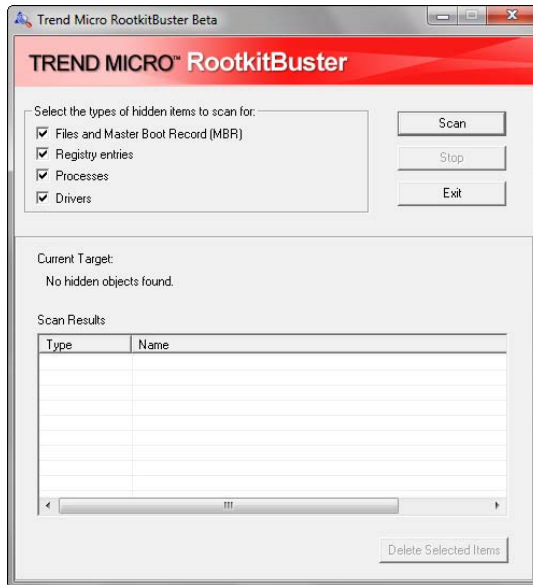 Trend Micro RootkitBuster Beta
TREND MICRO™ RootkitBuster
Select the types of hidden items to scan for:
Files and Master Boot Record (MBR)
Registry entries
Processes
Drivers
Scan
Stop
Exit
Current Target:
No hidden objects found.
Scan Results
Type Name
Delete Selected Items